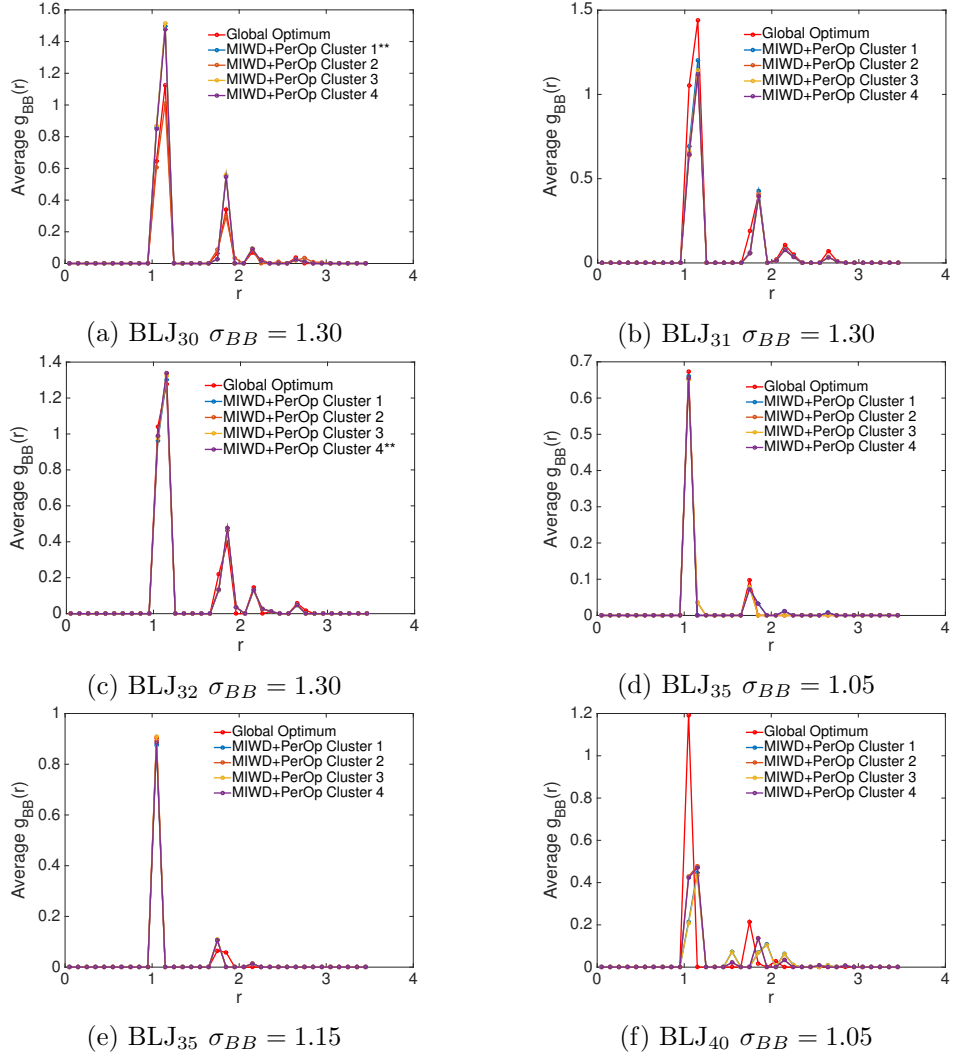 1.6
1.4
1.2
1
0.8
0.6
0.4
0.2
0
Average g_BB(r)
Global Optimum
MIWD+PerOp Cluster 1**
MIWD+PerOp Cluster 2
MIWD+PerOp Cluster 3
MIWD+PerOp Cluster 4
0 1 2 3 4
r
(a) BLJ₃₀ σ_BB = 1.30
1.5
1
0.5
0
Average g_BB(r)
Global Optimum
MIWD+PerOp Cluster 1
MIWD+PerOp Cluster 2
MIWD+PerOp Cluster 3
MIWD+PerOp Cluster 4
0 1 2 3 4
r
(b) BLJ₃₁ σ_BB = 1.30
1.4
1.2
1
0.8
0.6
0.4
0.2
0
Average g_BB(r)
Global Optimum
MIWD+PerOp Cluster 1
MIWD+PerOp Cluster 2
MIWD+PerOp Cluster 3
MIWD+PerOp Cluster 4**
0 1 2 3 4
r
(c) BLJ₃₂ σ_BB = 1.30
0.7
0.6
0.5
0.4
0.3
0.2
0.1
0
Average g_BB(r)
Global Optimum
MIWD+PerOp Cluster 1
MIWD+PerOp Cluster 2
MIWD+PerOp Cluster 3
MIWD+PerOp Cluster 4
0 1 2 3 4
r
(d) BLJ₃₅ σ_BB = 1.05
1
0.8
0.6
0.4
0.2
0
Average g_BB(r)
Global Optimum
MIWD+PerOp Cluster 1
MIWD+PerOp Cluster 2
MIWD+PerOp Cluster 3
MIWD+PerOp Cluster 4
0 1 2 3 4
r
(e) BLJ₃₅ σ_BB = 1.15
1.2
1
0.8
0.6
0.4
0.2
0
Average g_BB(r)
Global Optimum
MIWD+PerOp Cluster 1
MIWD+PerOp Cluster 2
MIWD+PerOp Cluster 3
MIWD+PerOp Cluster 4
0 1 2 3 4
r
(f) BLJ₄₀ σ_BB = 1.05